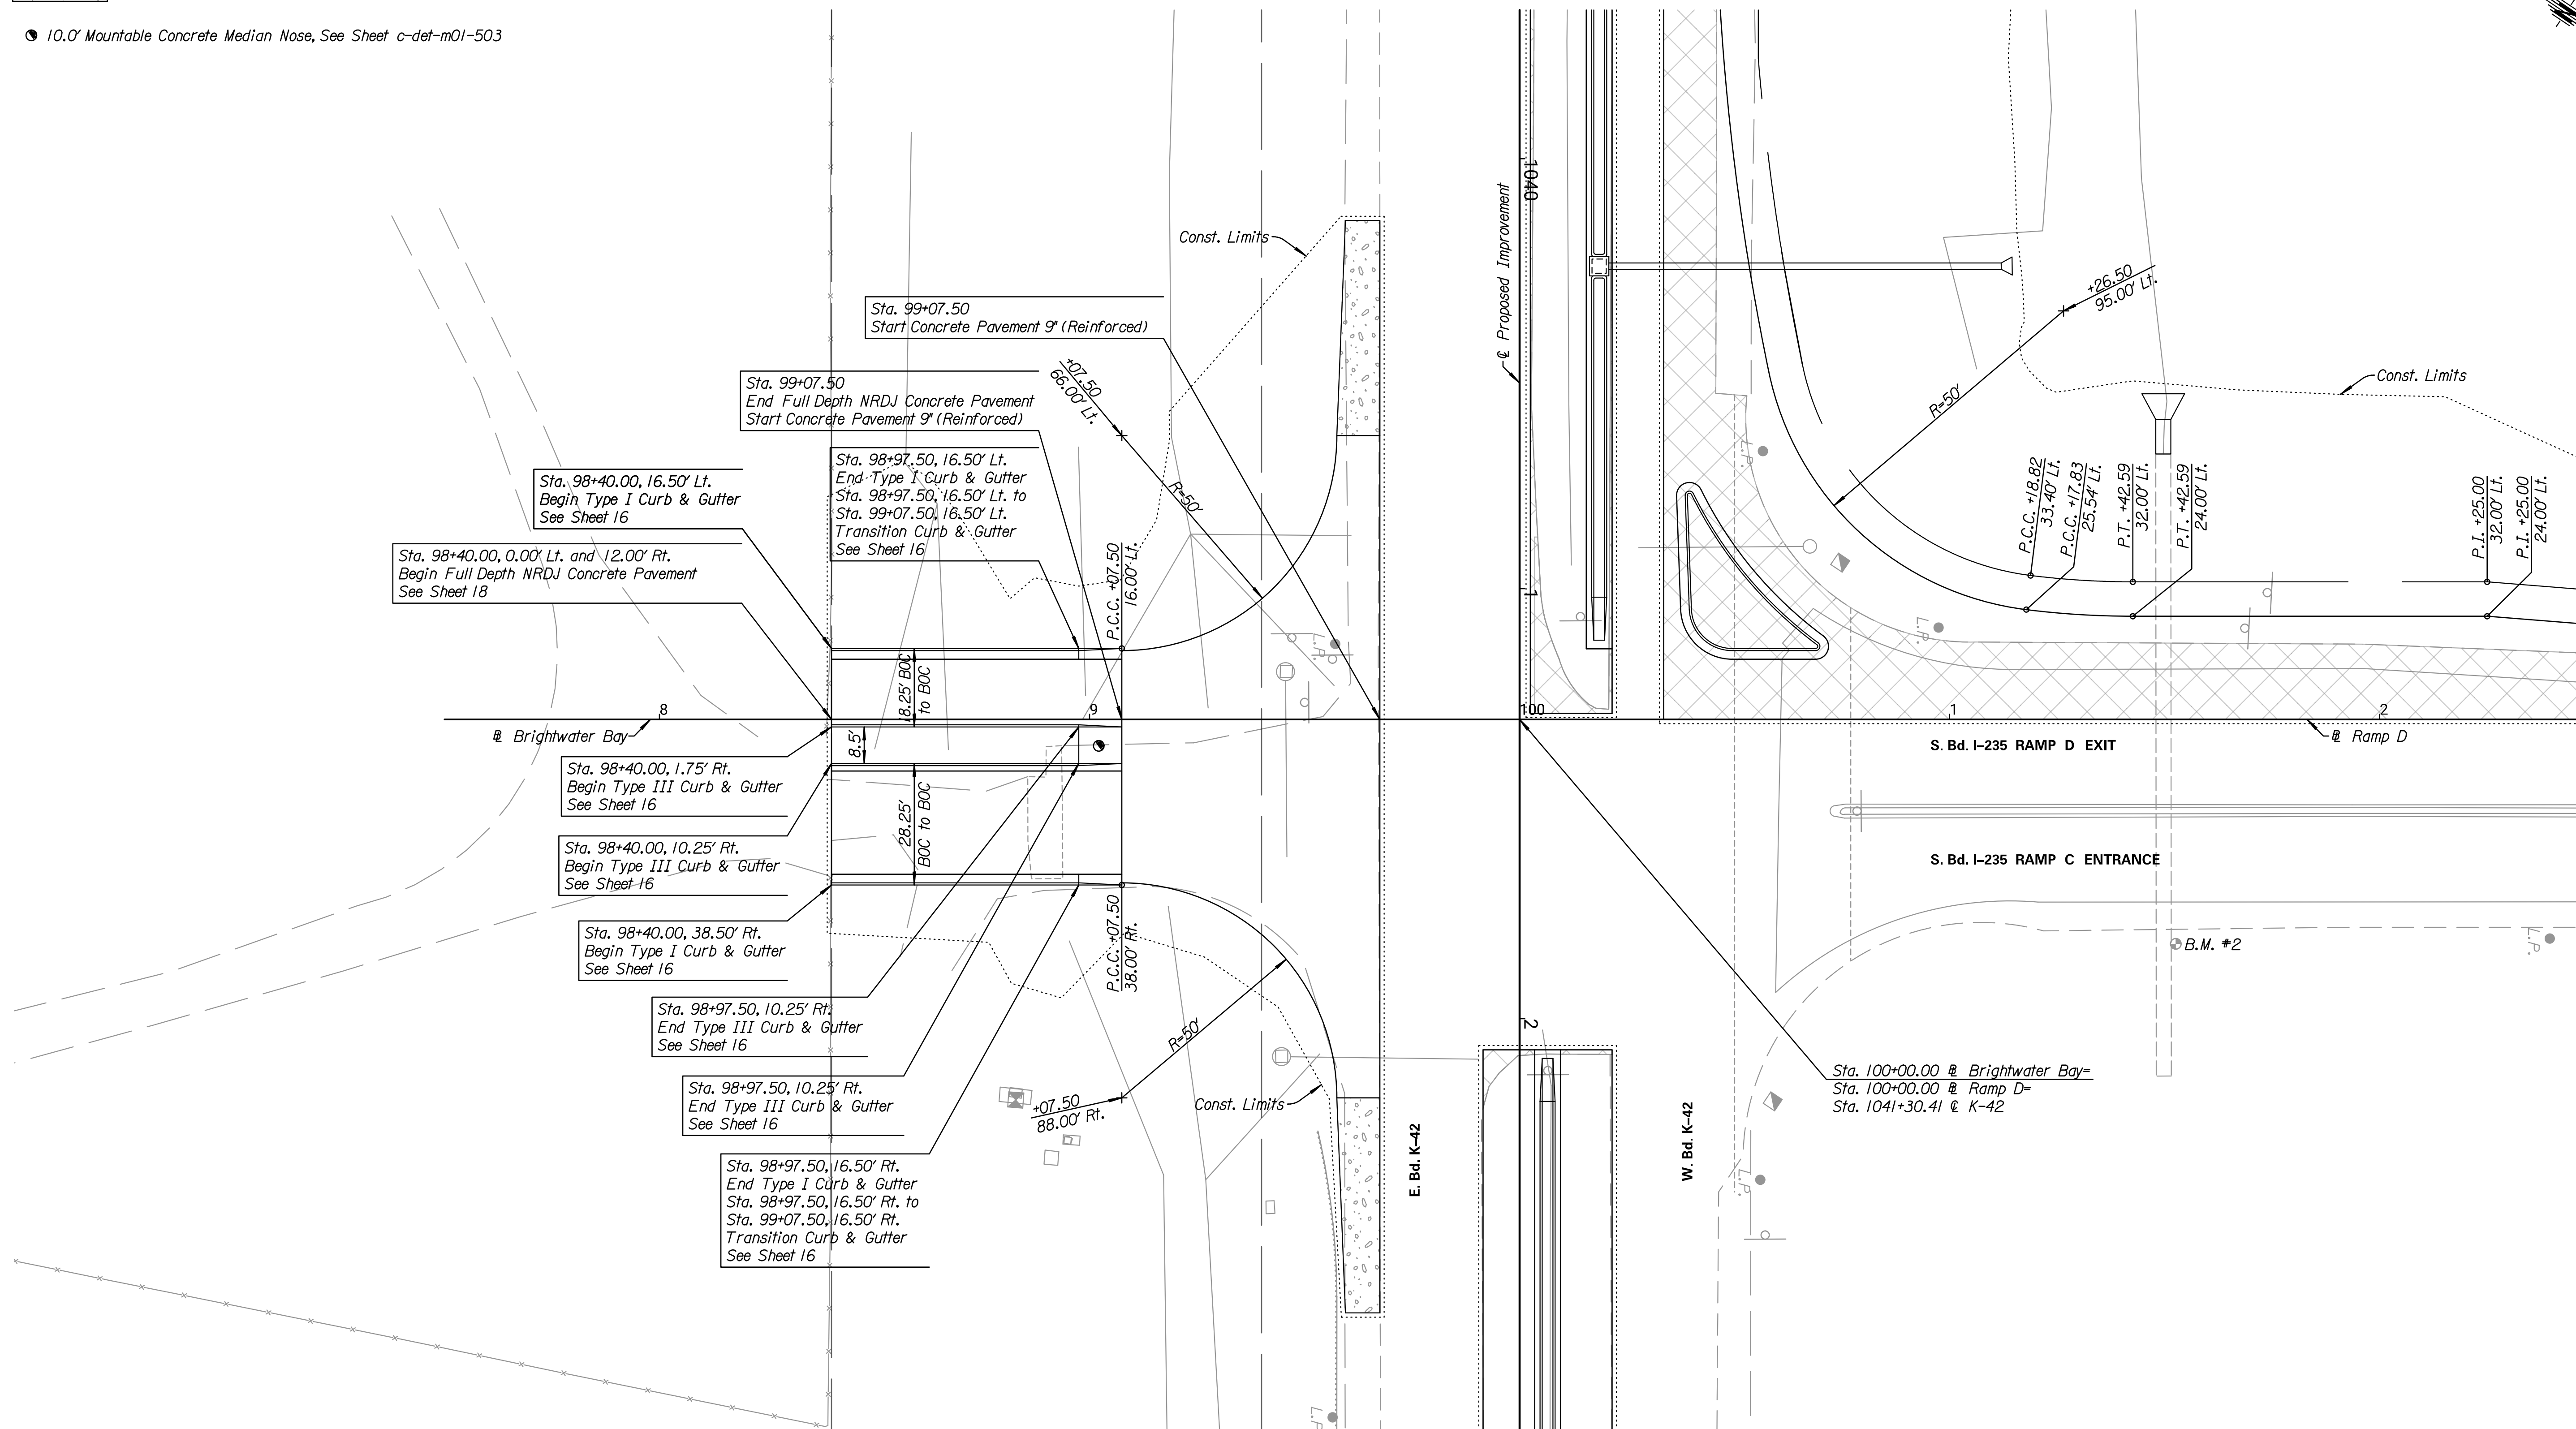 10.0' Mountable Concrete Median Nose, See Sheet c-det-m01-503
1040
℄ Proposed Improvement
Const. Limits
+26.50
95.00' Lt.
R=50'
Const. Limits
Sta. 99+07.50
Start Concrete Pavement 9" (Reinforced)
Sta. 99+07.50
End Full Depth NRDJ Concrete Pavement
Start Concrete Pavement 9" (Reinforced)
+07.50
66.00' Lt.
R=50'
Sta. 98+97.50, 16.50' Lt.
End Type I Curb & Gutter
Sta. 98+97.50, 16.50' Lt. to
Sta. 99+07.50, 16.50' Lt.
Transition Curb & Gutter
See Sheet 16
Sta. 98+40.00, 16.50' Lt.
Begin Type I Curb & Gutter
See Sheet 16
Sta. 98+40.00, 0.00' Lt. and 12.00' Rt.
Begin Full Depth NRDJ Concrete Pavement
See Sheet 18
P.C.C. +07.50
16.00' Lt.
P.C.C. +18.82
33.40' Lt.
P.C.C. +17.83
25.54' Lt.
P.T. +42.59
32.00' Lt.
P.T. +42.59
24.00' Lt.
P.I. +25.00
32.00' Lt.
P.I. +25.00
24.00' Lt.
LP
LP
LP
1
18.25' BOC
to BOC
8
9
100
1
2
℄ Brightwater Bay
8.5'
S. Bd. I-235 RAMP D EXIT
℄ Ramp D
Sta. 98+40.00, 1.75' Rt.
Begin Type III Curb & Gutter
See Sheet 16
28.25'
BOC to BOC
Sta. 98+40.00, 10.25' Rt.
Begin Type III Curb & Gutter
See Sheet 16
S. Bd. I-235 RAMP C ENTRANCE
Sta. 98+40.00, 38.50' Rt.
Begin Type I Curb & Gutter
See Sheet 16
P.C.C. +07.50
38.00' Rt.
B.M. #2
LP
Sta. 98+97.50, 10.25' Rt.
End Type III Curb & Gutter
See Sheet 16
2
R=50'
Sta. 98+97.50, 10.25' Rt.
End Type III Curb & Gutter
See Sheet 16
+07.50
88.00' Rt.
Const. Limits
Sta. 100+00.00 ℄ Brightwater Bay=
Sta. 100+00.00 ℄ Ramp D=
Sta. 1041+30.41 ℄ K-42
E. Bd. K-42
W. Bd. K-42
Sta. 98+97.50, 16.50' Rt.
End Type I Curb & Gutter
Sta. 98+97.50, 16.50' Rt. to
Sta. 99+07.50, 16.50' Rt.
Transition Curb & Gutter
See Sheet 16
LP
LP